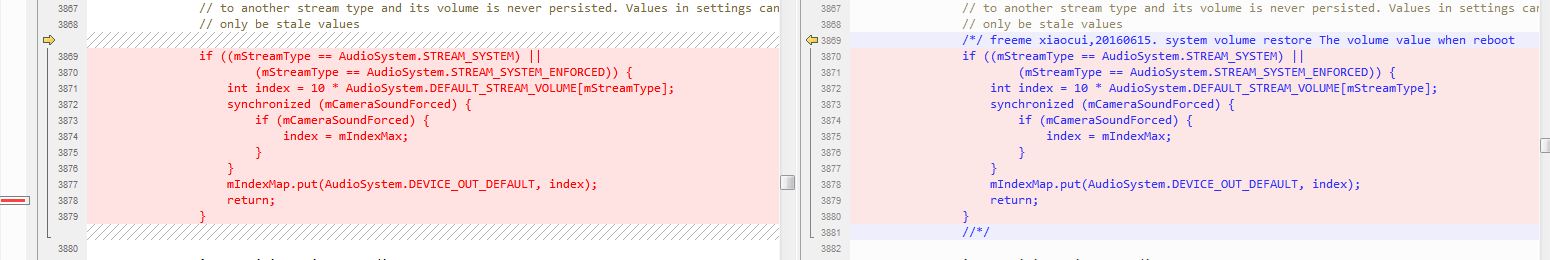 3867 // to another stream type and its volume is never persisted. Values in settings can
3868 // only be stale values
3869 if ((mStreamType == AudioSystem.STREAM_SYSTEM) ||
3870 (mStreamType == AudioSystem.STREAM_SYSTEM_ENFORCED)) {
3871 int index = 10 * AudioSystem.DEFAULT_STREAM_VOLUME[mStreamType];
3872 synchronized (mCameraSoundForced) {
3873 if (mCameraSoundForced) {
3874 index = mIndexMax;
3875 }
3876 }
3877 mIndexMap.put(AudioSystem.DEVICE_OUT_DEFAULT, index);
3878 return;
3879 }
3880
3867 // to another stream type and its volume is never persisted. Values in settings car
3868 // only be stale values
3869 /*/ freeme xiaocui,20160615. system volume restore The volume value when reboot
3870 if ((mStreamType == AudioSystem.STREAM_SYSTEM) ||
3871 (mStreamType == AudioSystem.STREAM_SYSTEM_ENFORCED)) {
3872 int index = 10 * AudioSystem.DEFAULT_STREAM_VOLUME[mStreamType];
3873 synchronized (mCameraSoundForced) {
3874 if (mCameraSoundForced) {
3875 index = mIndexMax;
3876 }
3877 }
3878 mIndexMap.put(AudioSystem.DEVICE_OUT_DEFAULT, index);
3879 return;
3880 }
3881 //*/
3882